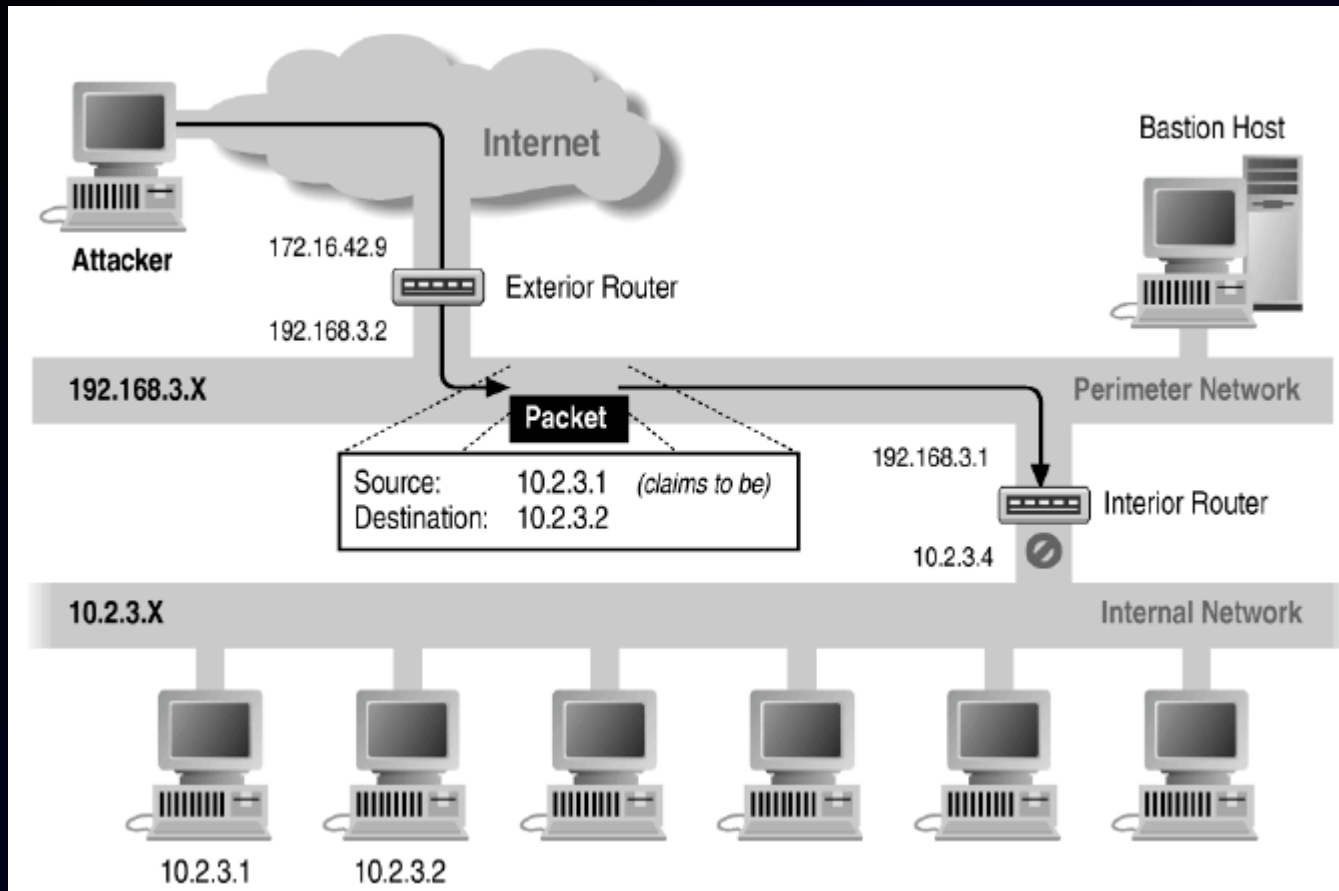 Internet
Bastion Host
Attacker
172.16.42.9
Exterior Router
192.168.3.2
192.168.3.X
Perimeter Network
Packet
Source: 10.2.3.1 (claims to be)
Destination: 10.2.3.2
192.168.3.1
Interior Router
10.2.3.4
10.2.3.X
Internal Network
10.2.3.1
10.2.3.2